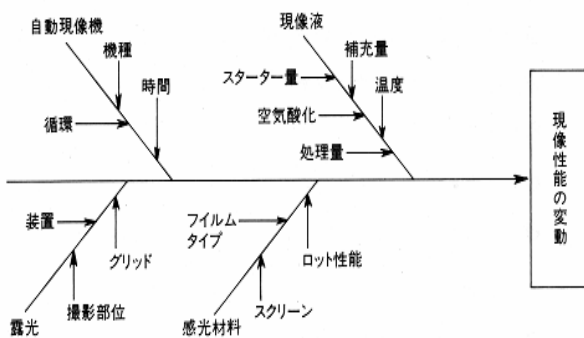 自動現像機
機種
時間
循環
現像液
補充量
スターター量
温度
空気酸化
処理量
現像性能の変動
装置
グリッド
撮影部位
露光
フイルム
タイプ
ロット性能
スクリーン
感光材料